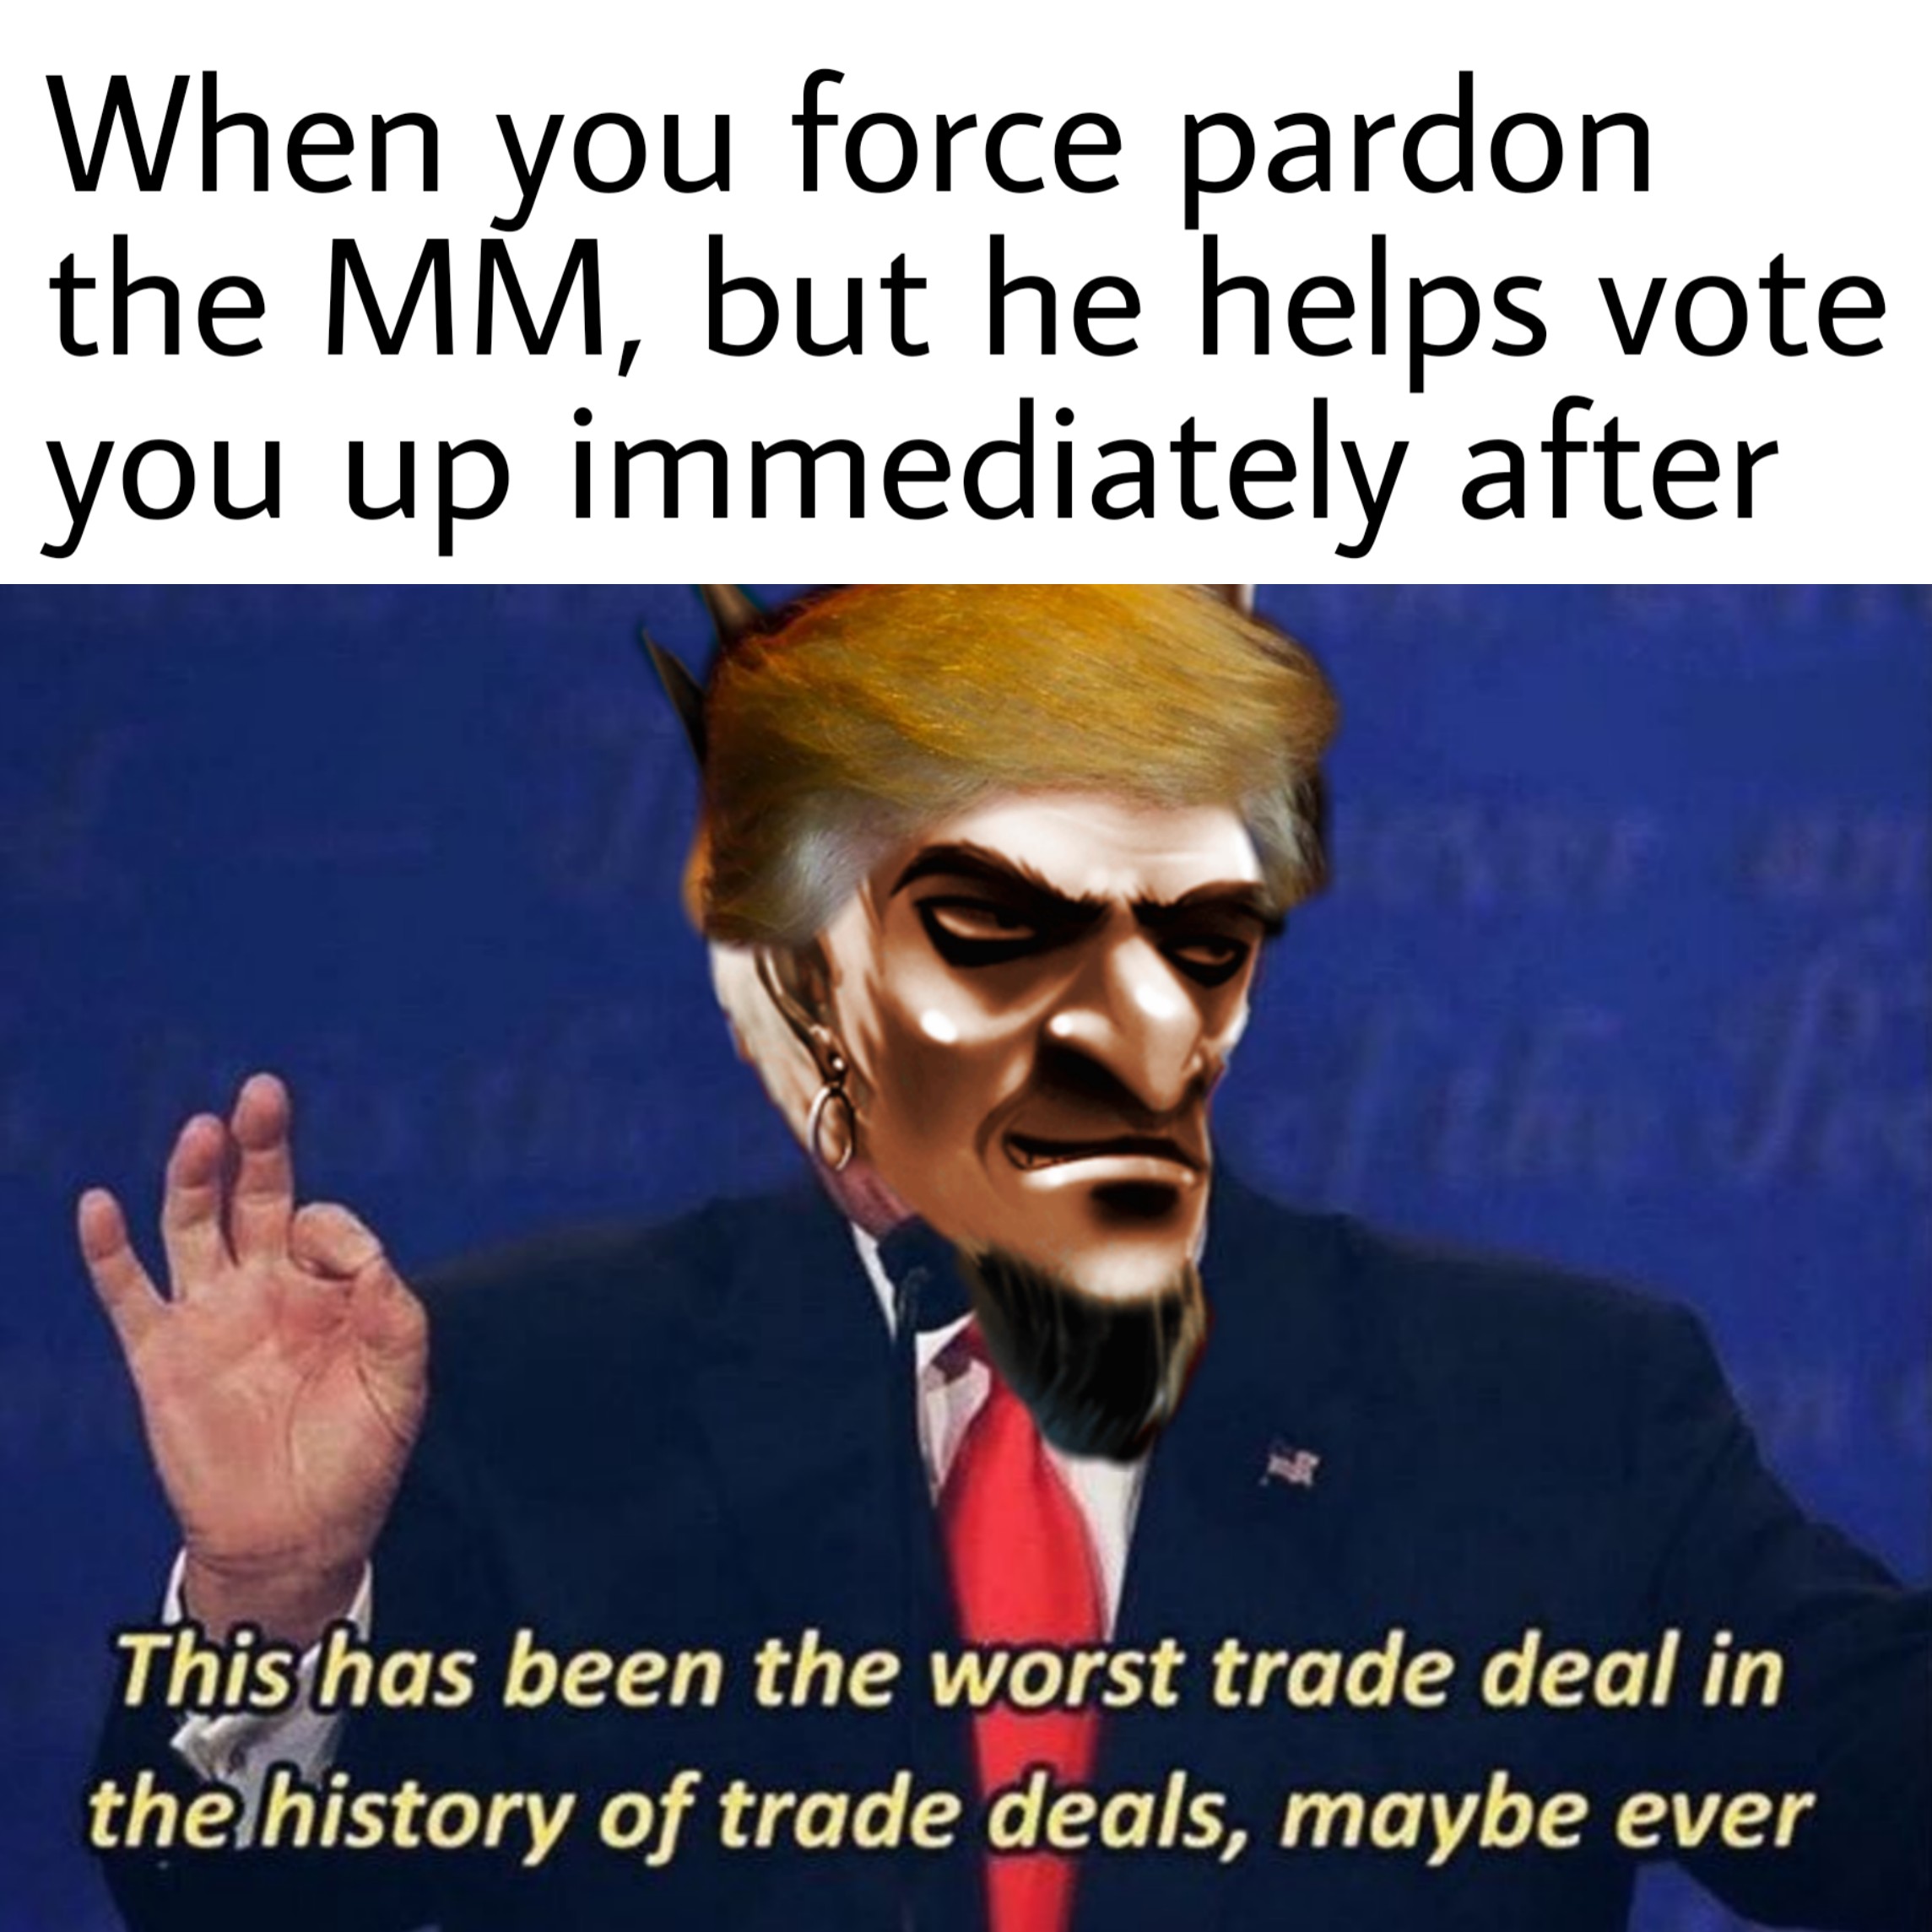 When you force pardon
the MM, but he helps vote
you up immediately after
This has been the worst trade deal in
the history of trade deals, maybe ever